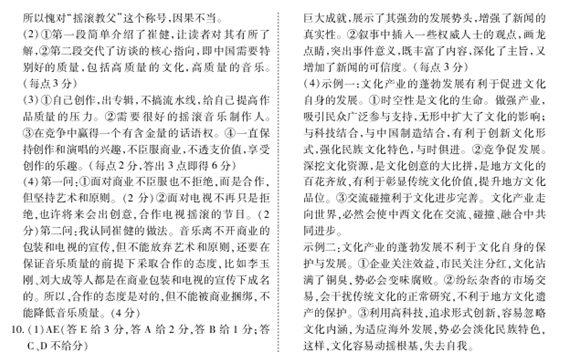 所以愧对“摇滚教父”这个称号,因果不当。
(2)①第一段简单介绍了崔健,让读者对其有所了
解,②第二段交代了访谈的核心指向,即中国需要特
别好的质量,包括高质量的文化,高质量的音乐。
(每点3分)
(3)①自己创作,出专辑,不搞流水线,给自己提高作
品质量的压力。②需要很好的摇滚音乐制作人。
③在竞争中赢得一个有含金量的话语权。④一直保
持创作和演唱的兴趣,不臣服商业,不透支价值,享受
创作的乐趣。(每点2分,答出3点即得6分)
(4)第一问:①面对商业不臣服也不拒绝,而是合作,
但坚持艺术和原则。(2分)②面对电视不再只是拒
绝,也许将来会出创意,合作电视摇滚的节目。(2
分)第二问:我认同崔健的做法。音乐离不开商业的
包装和电视的宣传,但不能放弃艺术和原则,还要在
保证音乐质量的前提下采取合作的态度,比如李玉
刚、刘大成等人都是在商业包装和电视的宣传下成名
的。所以,合作的态度是对的,但不能被商业捆绑,不
能降低音乐质量。(4分)
10.(1)AE(答E给3分,答A给2分,答B给1分;答
C、D不给分)
巨大成就,展示了其强劲的发展势头,增强了新闻的
真实性。②叙事中插人一些权威人士的观点,画龙
点睛,突出事件意义,既丰富了内容,深化了主旨,又
增加了新闻的可信度。(每点3分)
(4)示例一:文化产业的蓬勃发展有利于促进文化
自身的发展。①时空性是文化的生命。做强产业,
吸引民众广泛参与支持,无形中扩大了文化的影响;
与科技结合,与中国制造结合,有利于创新文化形
式,强化民族文化特色,与时俱进。②竞争促发展。
深挖文化资源,是文化创意的大比拼,是地方文化的
百花齐放,有利于彰显传统文化价值,提升地方文化
品位。③交流碰撞利于文化进步完善。文化产业走
向世界,必然会使中西文化在交流、碰撞、融合中共
同进步。
示例二:文化产业的蓬勃发展不利于文化自身的保
护与发展。①企业关注效益,市民关注分红,文化沾
满了铜臭,势必会变味腐败。②纷纭杂沓的市场交
易,会干扰传统文化的正常研究,不利于地方文化遗
产的保护。③利用高科技,追求形式创新,容易忽略
文化内涵,为适应海外发展,势必会淡化民族特色,
这样,文化容易动摇根基,失去自我。